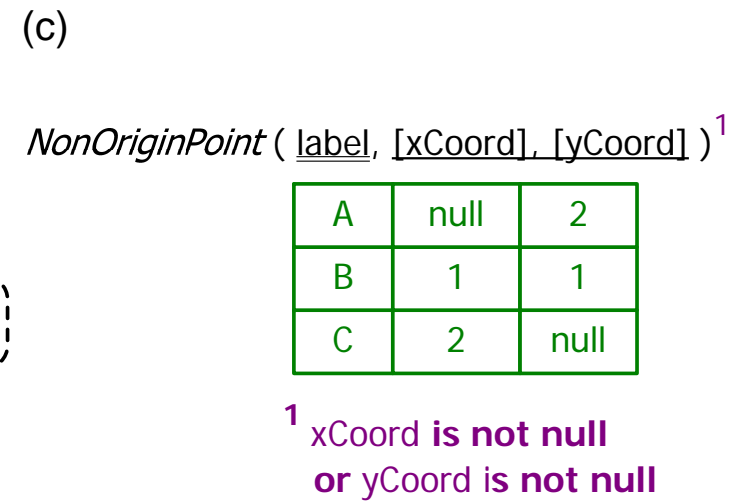 (c)
NonOriginPoint ( label, [xCoord], [yCoord] )1
A null 2
B 1 1
C 2 null
1 xCoord is not null
or yCoord is not null